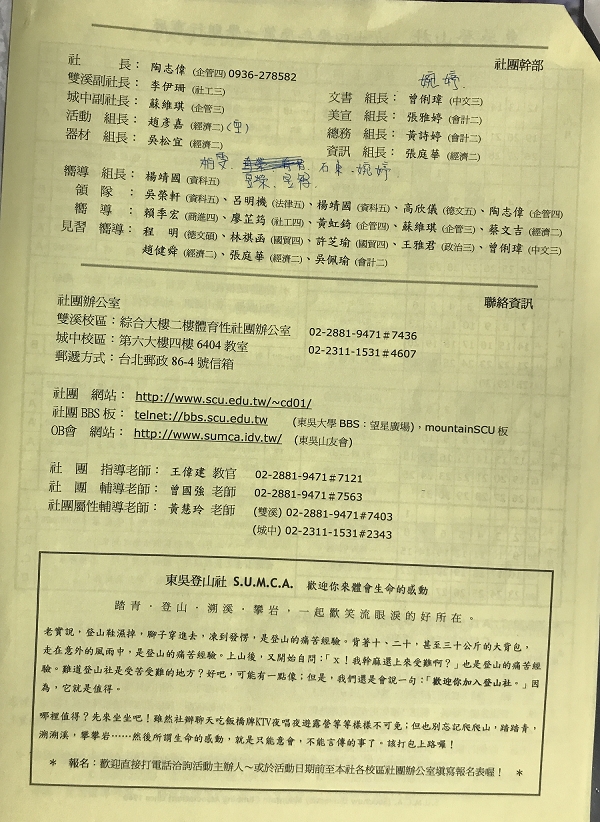 社團幹部
社　　長： 陶志偉 (企管四) 0936-278582
婉婷.
雙溪副社長： 李伊珊 (社工三)
文書　組長： 曾俐瑋 (中文三)
城中副社長： 蘇維琪 (企管三)
美宣　組長： 張雅婷 (會計二)
活動　組長： 趙彥嘉 (經濟二)
總務　組長： 黃詩婷 (會計二)
器材　組長： 吳松宜 (經濟二)
資訊　組長： 張庭華 (經濟二)
婉婷
嚮導　組長： 楊靖國 (資科五)
領　　隊： 吳榮軒 (資科五)、呂明機 (法律五)、楊靖國 (資科五)、高欣儀 (德文五)、陶志偉 (企管四)
嚮　　導： 賴李宏 (商進四)、廖芷筠 (社工四)、黃虹錡 (企管四)、蘇維琪 (企管三)、蔡文吉 (經濟二)
見習　嚮導： 程　明 (德文碩)、林祺函 (國貿四)、許芝瑜 (國貿四)、王雅君 (政治三)、曾俐瑋 (中文三)
趙健舜 (經濟二)、張庭華 (經濟二)、吳佩瑜 (會計二)
聯絡資訊
社團辦公室
雙溪校區：綜合大樓二樓體育性社團辦公室　02-2881-9471#7436
城中校區：第六大樓四樓 6404 教室　02-2311-1531#4607
郵遞方式：台北郵政 86-4 號信箱
社團　網站： http://www.scu.edu.tw/~cd01/
社團 BBS 板： telnet://bbs.scu.edu.tw　(東吳大學 BBS：望星廣場)，mountainSCU 板
OB會　網站： http://www.sumca.idv.tw/　(東吳山友會)
社　團　指導老師： 王偉建 教官　02-2881-9471#7121
社　團　輔導老師： 曾國強 老師　02-2881-9471#7563
社團屬性輔導老師： 黃慧玲 老師　(雙溪) 02-2881-9471#7403
(城中) 02-2311-1531#2343
東吳登山社 S.U.M.C.A.　歡迎你來體會生命的感動
踏青．登山．溯溪．攀岩，一起歡笑流眼淚的好所在。
老實說，登山鞋濕掉，腳子穿進去，凍到發愣，是登山的痛苦經驗。背著十、二十，甚至三十公斤的大背包，
走在意外的風雨中，是登山的痛苦經驗。上山後，又開始自問：「ｘ！我幹麻還上來受難啊？」也是登山的痛苦經
驗。難道登山社是受苦受難的地方？好吧，可能有一點像；但是，我們還是會說一句：「歡迎你加入登山社。」因
為，它就是值得。
哪裡值得？先來坐坐吧！雖然社辦聊天吃飯橋牌KTV夜唱夜遊露營等等樣樣不可免；但也別忘記爬爬山，踏踏青，
溯溯溪，攀攀岩……然後所謂生命的感動，就是只能意會，不能言傳的事了。該打包上路囉！
＊　報名：歡迎直接打電話洽詢活動主辦人～或於活動日期前至本社各校區社團辦公室填寫報名表喔！　＊